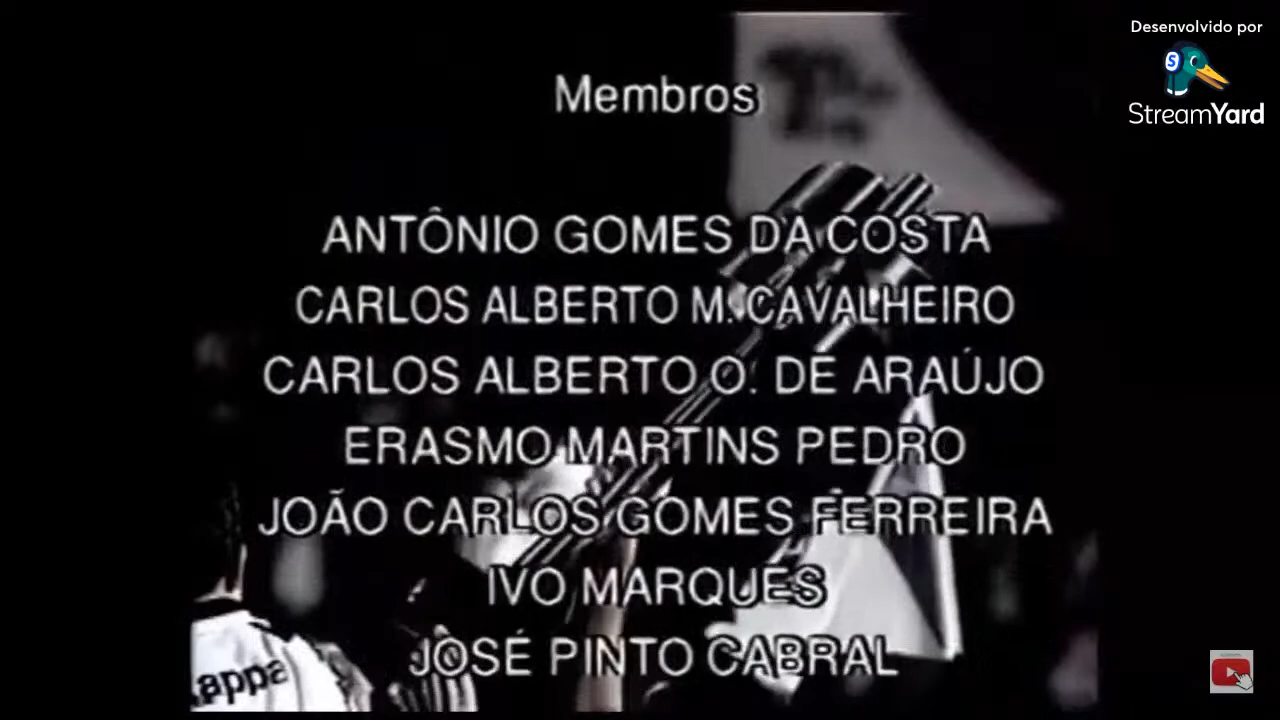 Desenvolvido por
StreamYard
Membros
ANTÔNIO GOMES DA COSTA
CARLOS ALBERTO M. CAVALHEIRO
CARLOS ALBERTO O. DE ARAÚJO
ERASMO MARTINS PEDRO
JOÃO CARLOS GOMES FERREIRA
IVO MARQUES
JOSÉ PINTO CABRAL
kappa